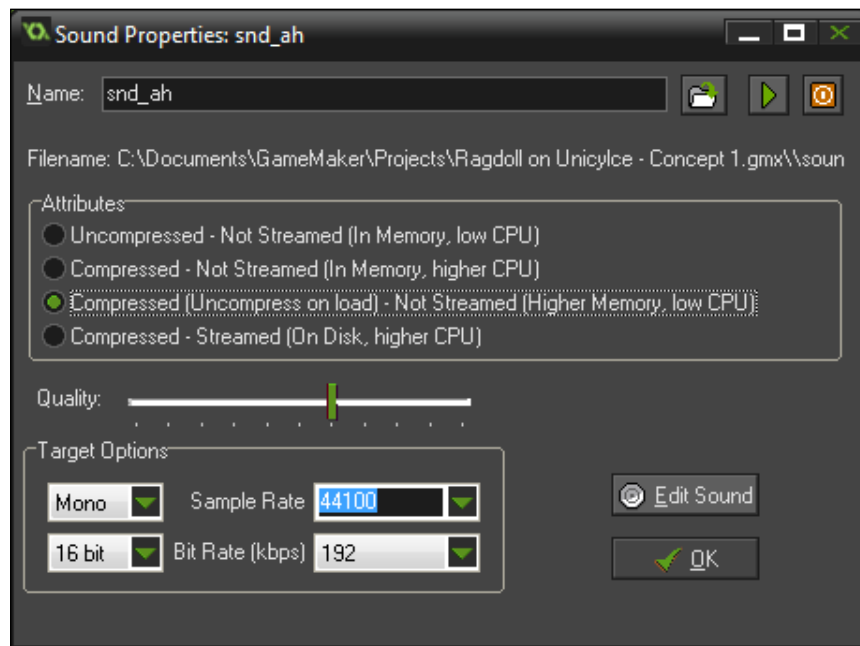 Sound Properties: snd_ah
Name: snd_ah
Filename: C:\Documents\GameMaker\Projects\Ragdoll on Unicylce - Concept 1.gmx\\soun
Attributes
Uncompressed - Not Streamed (In Memory, low CPU)
Compressed - Not Streamed (In Memory, higher CPU)
Compressed (Uncompress on load) - Not Streamed (Higher Memory, low CPU)
Compressed - Streamed (On Disk, higher CPU)
Quality:
Target Options
Mono Sample Rate 44100
Edit Sound
16 bit Bit Rate (kbps) 192
OK